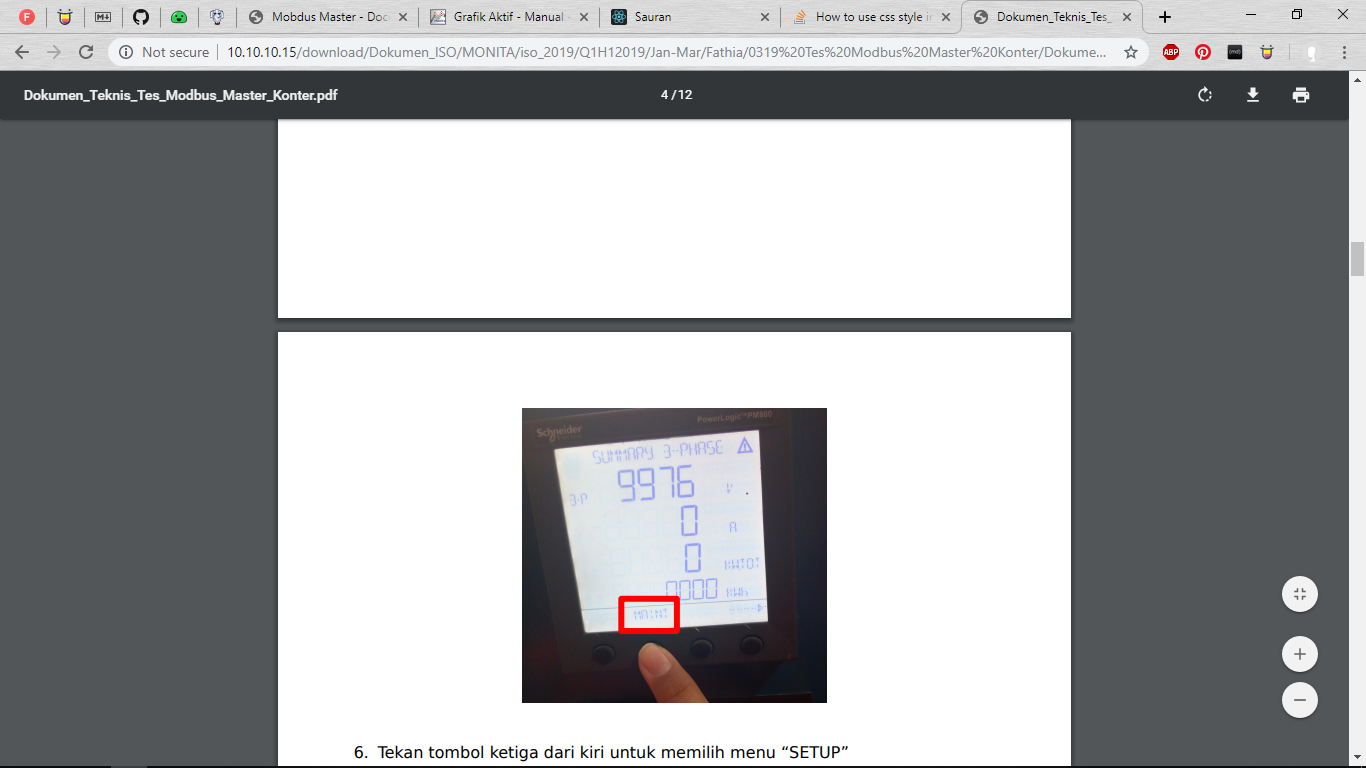 Mobdus Master - Doc
Grafik Aktif - Manual
Sauran
How to use css style in
Dokumen_Teknis_Tes_
Not secure
10.10.10.15/download/Dokumen_ISO/MONITA/iso_2019/Q1H12019/Jan-Mar/Fathia/0319%20Tes%20Modbus%20Master%20Konter/Dokume...
ABP
Dokumen_Teknis_Tes_Modbus_Master_Konter.pdf
4 / 12
Schneider
PowerLogic™PM800
SUMMARY 3-PHASE
3-P 9976 V
0 A
0 KWTOT
0000 KWh
MAINT
6. Tekan tombol ketiga dari kiri untuk memilih menu “SETUP”